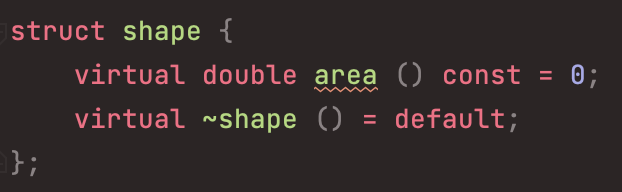 struct shape {
    virtual double area () const = 0;
    virtual ~shape () = default;
};